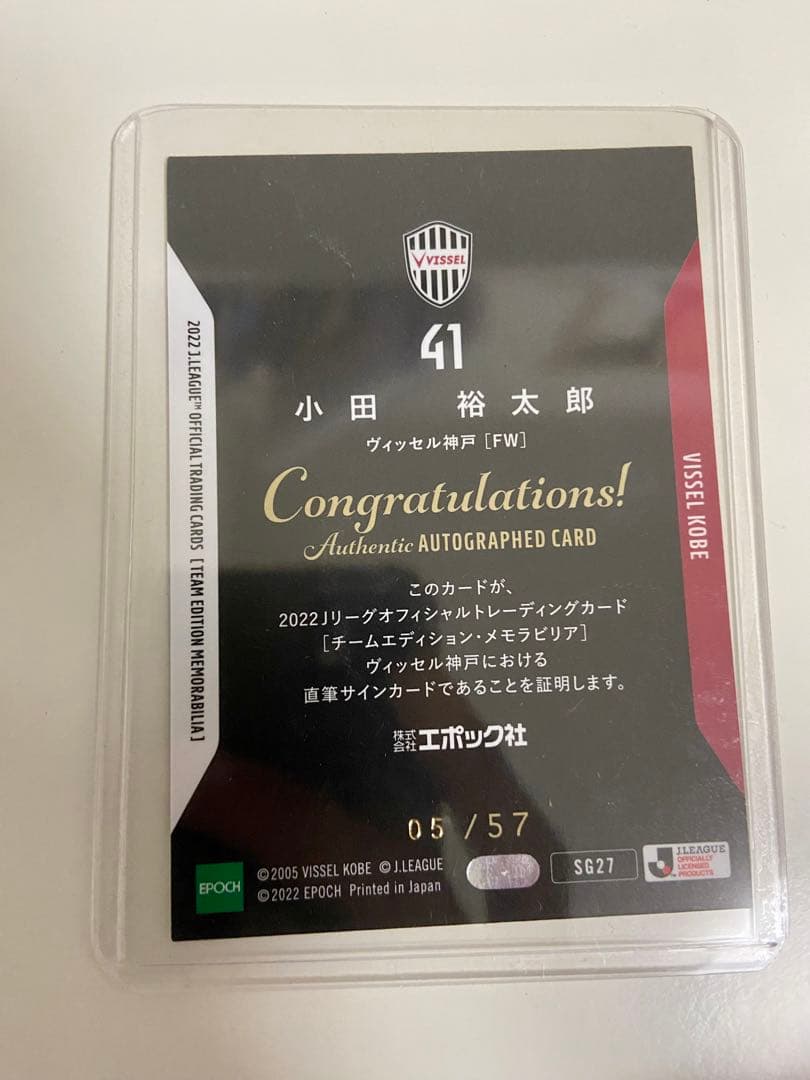 VISSEL
41
小田 裕太郎
ヴィッセル神戸 [FW]
Congratulations!
Authentic AUTOGRAPHED CARD
このカードが、
2022Jリーグオフィシャルトレーディングカード
[チームエディション・メモラビリア]
ヴィッセル神戸における
直筆サインカードであることを証明します。
株式会社エポック社
05/57
EPOCH
©2005 VISSEL KOBE ©J.LEAGUE
©2022 EPOCH Printed in Japan
SG27
J.LEAGUE
OFFICIALLY
LICENSED
PRODUCTS
2022 J.LEAGUE™ OFFICIAL TRADING CARDS [TEAM EDITION MEMORABILIA]
VISSEL KOBE